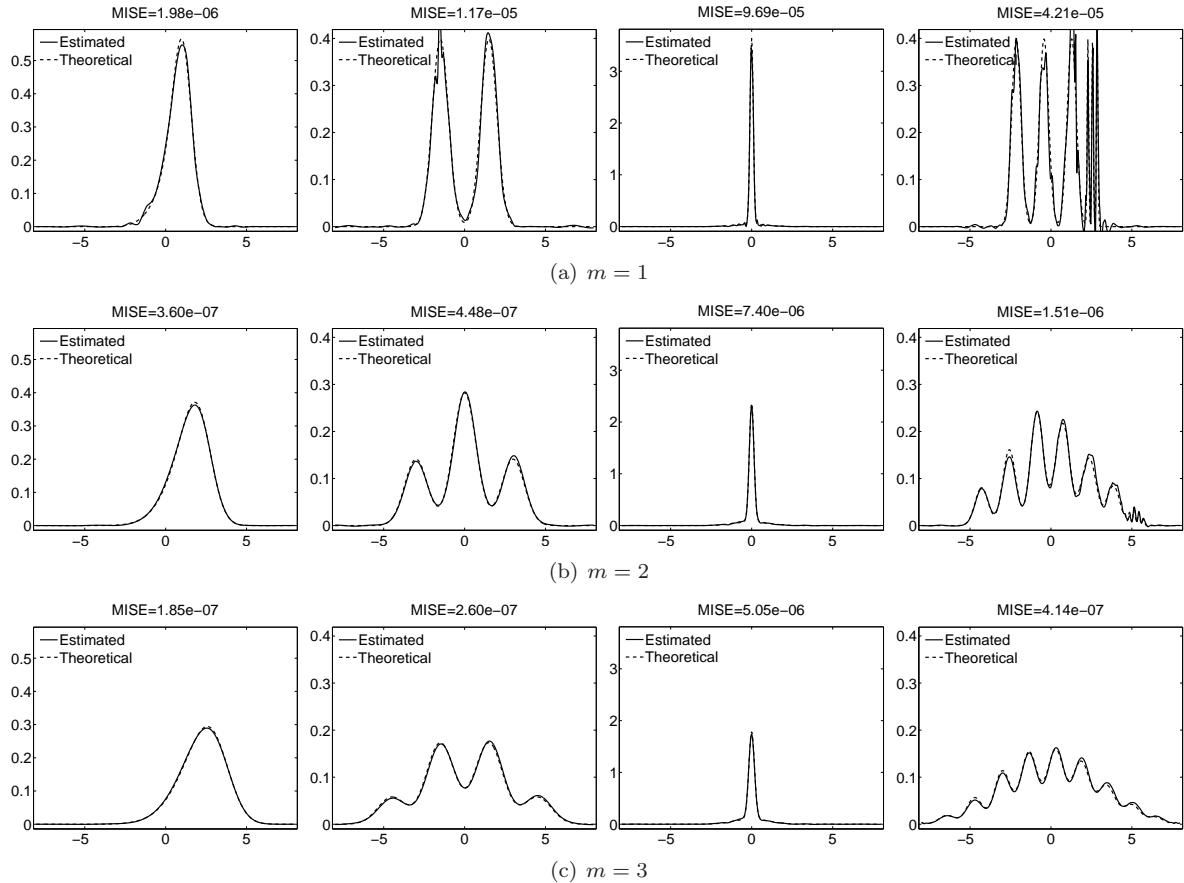 MISE=1.98e−06 MISE=1.17e−05 MISE=9.69e−05 MISE=4.21e−05
Estimated Estimated Estimated Estimated
Theoretical Theoretical Theoretical Theoretical
0.5 0.4 3 0.4
0.4 0.3 2 0.3
0.3 0.2 1 0.2
0.2 0.1 0 0.1
0.1 0 0
0
−5 0 5 −5 0 5 −5 0 5 −5 0 5
(a) m = 1
MISE=3.60e−07 MISE=4.48e−07 MISE=7.40e−06 MISE=1.51e−06
Estimated Estimated Estimated Estimated
Theoretical Theoretical Theoretical Theoretical
0.5 0.4 3 0.4
0.4 0.3 2 0.3
0.3 0.2 1 0.2
0.2 0.1 0 0.1
0.1 0 0
0
−5 0 5 −5 0 5 −5 0 5 −5 0 5
(b) m = 2
MISE=1.85e−07 MISE=2.60e−07 MISE=5.05e−06 MISE=4.14e−07
Estimated Estimated Estimated Estimated
Theoretical Theoretical Theoretical Theoretical
0.5 0.4 3 0.4
0.4 0.3 2 0.3
0.3 0.2 1 0.2
0.2 0.1 0 0.1
0.1 0 0
0
−5 0 5 −5 0 5 −5 0 5 −5 0 5
(c) m = 3